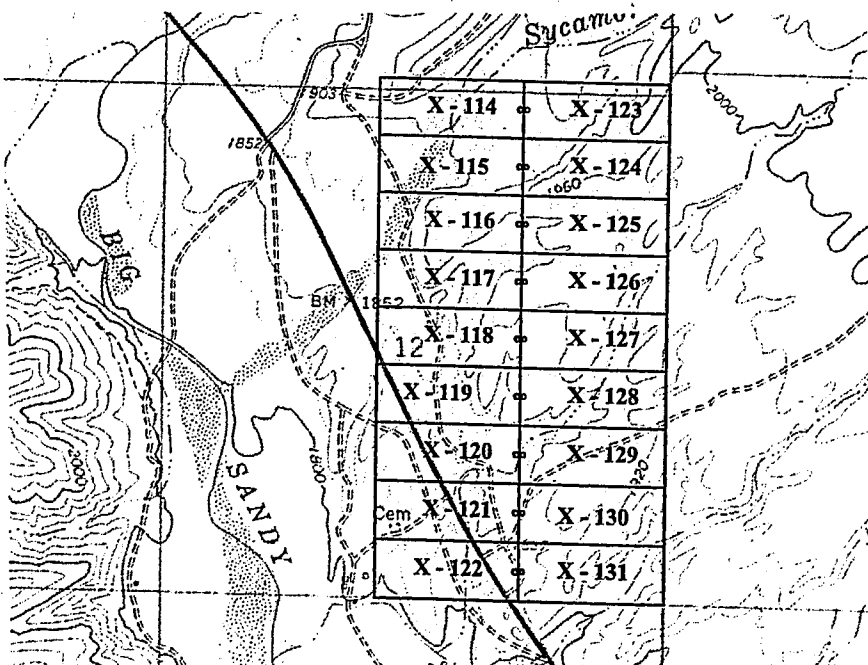 Sycamo
X - 114
X - 123
903
1852
X - 115
X - 124
1960
2000
X - 116
X - 125
BIG
X - 117
X - 126
BM
1852
12
X - 118
X - 127
X - 119
X - 128
2000
1800
X - 120
X - 129
SANDY
Cem
X - 121
X - 130
X - 122
X - 131